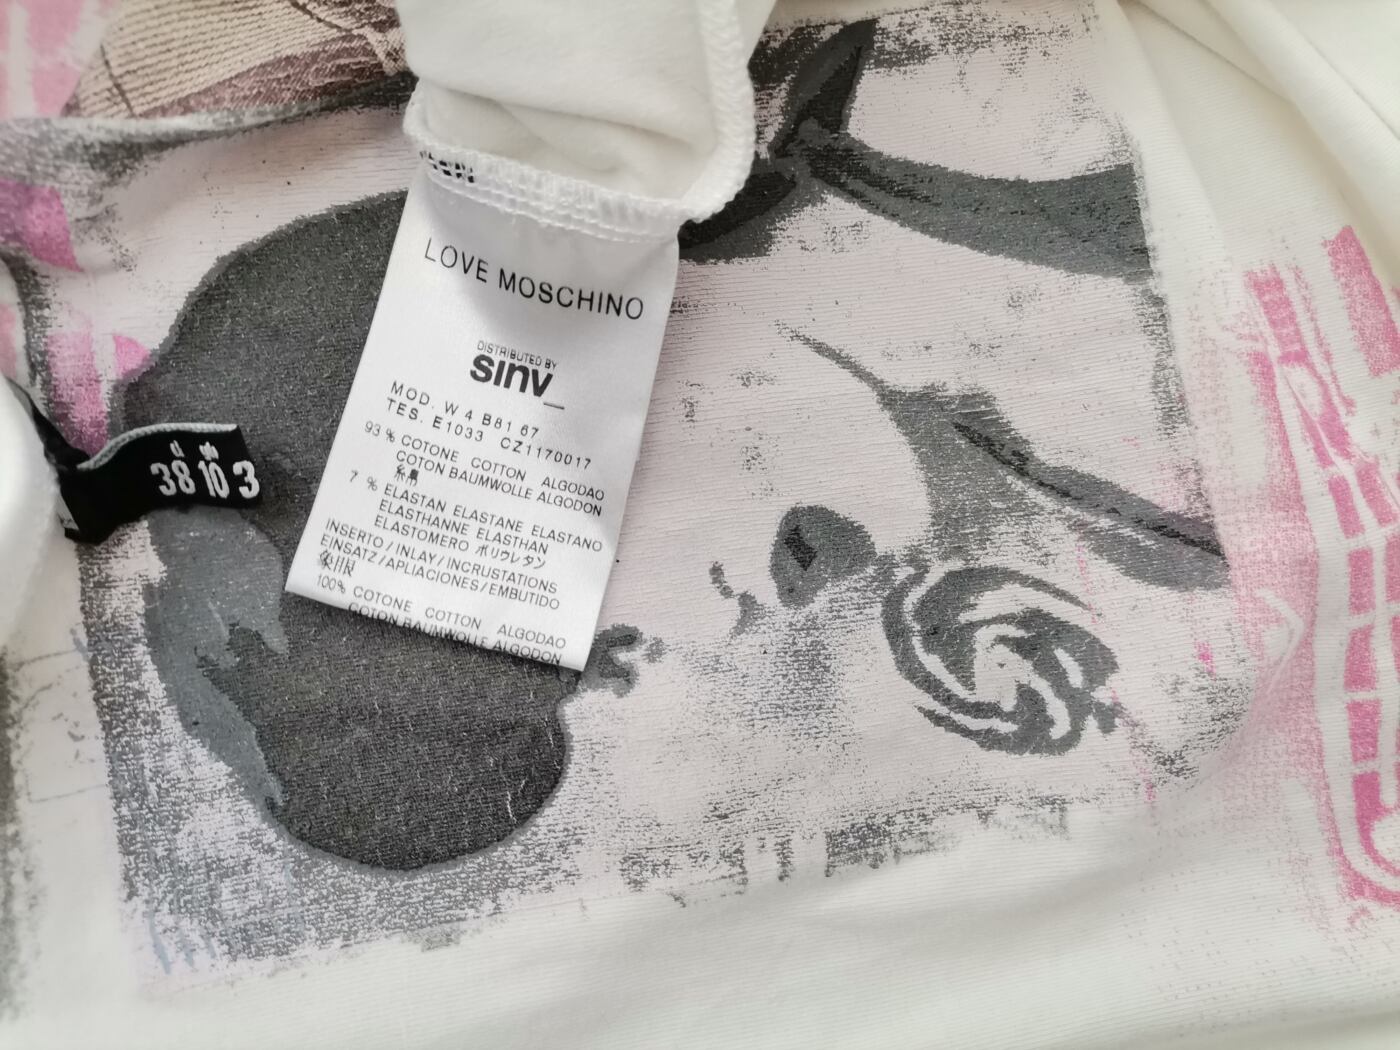 LOVE MOSCHINO
DISTRIBUTED BY
sinv_
MOD. W 4 B81 67
TES. E1033 CZ1170017
93 % COTONE COTTON ALGODAO
COTON BAUMWOLLE ALGODON
7 % ELASTAN ELASTANE ELASTANO
ELASTHANNE ELASTHAN
ELASTOMERO ポリウレタン
INSERTO / INLAY / INCRUSTATIONS
EINSATZ / APLIACIONES / EMBUTIDO
100% COTONE COTTON ALGODAO
COTON BAUMWOLLE ALGODON
d
38 10 3